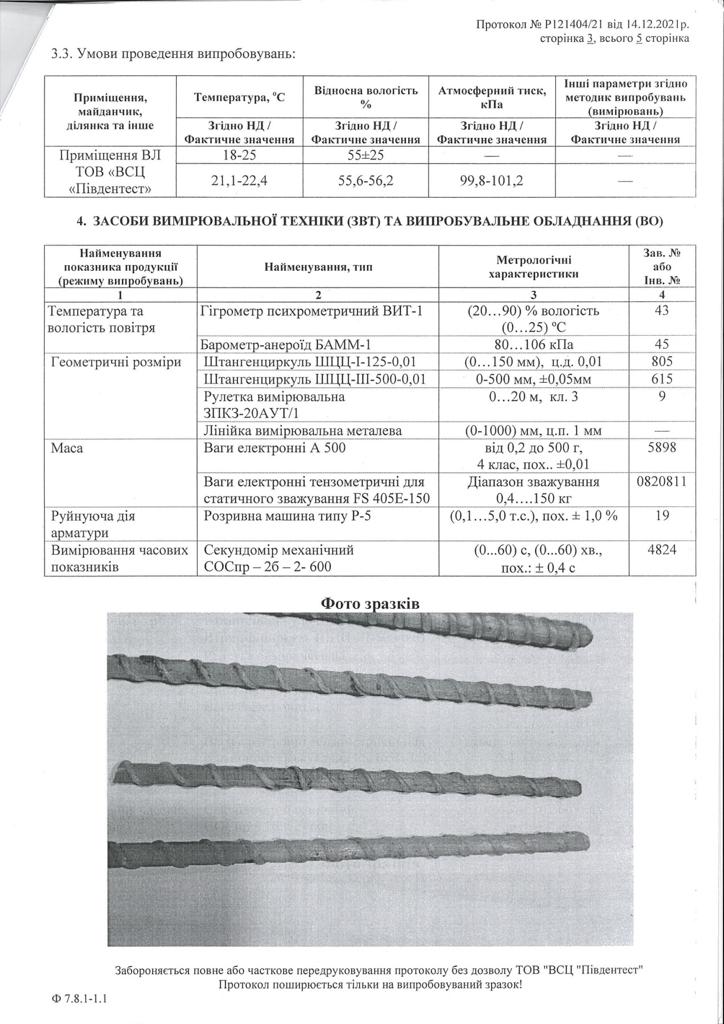 Протокол № Р121404/21 від 14.12.2021р.
сторінка 3, всього 5 сторінка
3.3. Умови проведення випробовувань:
Приміщення, майданчик, ділянка та інше
Температура, °С
Відносна вологість %
Атмосферний тиск, кПа
Інші параметри згідно методик випробувань (вимірювань)
Згідно НД / Фактичне значення
Згідно НД / Фактичне значення
Згідно НД / Фактичне значення
Згідно НД / Фактичне значення
Приміщення ВЛ ТОВ «ВСЦ «Південтест»
18-25
55±25
—
—
21,1-22,4
55,6-56,2
99,8-101,2
—
4. ЗАСОБИ ВИМІРЮВАЛЬНОЇ ТЕХНІКИ (ЗВТ) ТА ВИПРОБУВАЛЬНЕ ОБЛАДНАННЯ (ВО)
Найменування показника продукції (режиму випробувань)
Найменування, тип
Метрологічні характеристики
Зав. № або Інв. №
1 2 3 4
Температура та вологість повітря
Гігрометр психрометричний ВИТ-1
(20...90) % вологість
(0...25) °С
43
Барометр-анероїд БАММ-1
80...106 кПа
45
Геометричні розміри
Штангенциркуль ШЦЦ-І-125-0,01
(0...150 мм), ц.д. 0,01
805
Штангенциркуль ШЦЦ-ІІІ-500-0,01
0-500 мм, ±0,05мм
615
Рулетка вимірювальна
ЗПКЗ-20АУТ/1
0...20 м, кл. 3
9
Лінійка вимірювальна металева
(0-1000) мм, ц.п. 1 мм
—
Маса
Ваги електронні А 500
від 0,2 до 500 г,
4 клас, пох.. ±0,01
5898
Ваги електронні тензометричні для
статичного зважування FS 405E-150
Діапазон зважування
0,4....150 кг
0820811
Руйнуюча дія арматури
Розривна машина типу Р-5
(0,1...5,0 т.с.), пох. ± 1,0 %
19
Вимірювання часових показників
Секундомір механічний
СОСпр – 2б – 2- 600
(0...60) с, (0...60) хв.,
пох.: ± 0,4 с
4824
Фото зразків
Забороняється повне або часткове передруковування протоколу без дозволу ТОВ "ВСЦ "Південтест"
Протокол поширюється тільки на випробовуваний зразок!
Ф 7.8.1-1.1